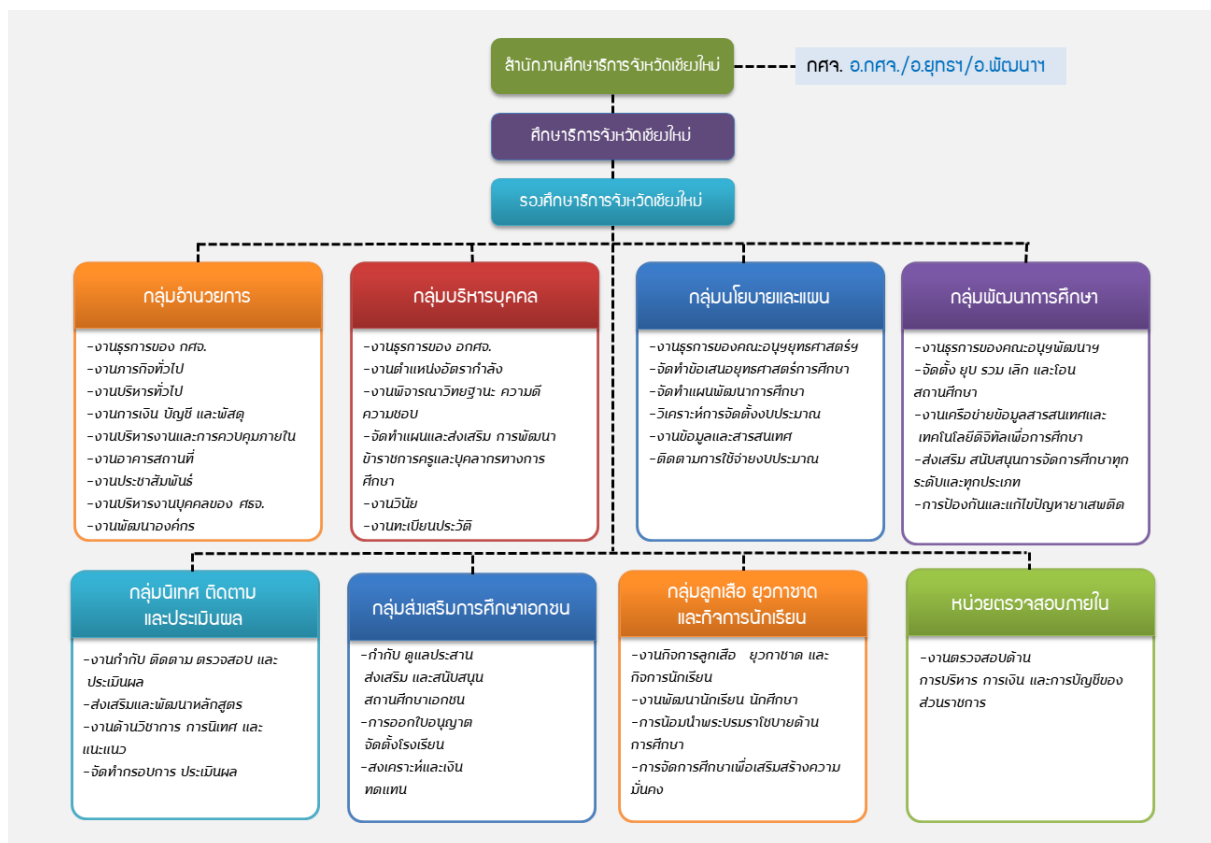 สำนักงานศึกษาธิการจังหวัดเชียงใหม่
กศจ. อ.กศจ./อ.ยุทธฯ/อ.พัฒนาฯ
ศึกษาธิการจังหวัดเชียงใหม่
รองศึกษาธิการจังหวัดเชียงใหม่
กลุ่มอำนวยการ
-งานธุรการของ กศจ.
-งานภารกิจทั่วไป
-งานบริหารทั่วไป
-งานการเงิน บัญชี และพัสดุ
-งานบริหารงานและการควบคุมภายใน
-งานอาคารสถานที่
-งานประชาสัมพันธ์
-งานบริหารงานบุคคลของ ศธจ.
-งานพัฒนาองค์กร
กลุ่มบริหารบุคคล
-งานธุรการของ อกศจ.
-งานตำแหน่งอัตรากำลัง
-งานพิจารณาวิทยฐานะ ความดี
ความชอบ
-จัดทำแผนและส่งเสริม การพัฒนา
ข้าราชการครูและบุคลากรทางการ
ศึกษา
-งานวินัย
-งานทะเบียนประวัติ
กลุ่มนโยบายและแผน
-งานธุรการของคณะอนุฯยุทธศาสตร์ฯ
-จัดทำข้อเสนอยุทธศาสตร์การศึกษา
-จัดทำแผนพัฒนาการศึกษา
-วิเคราะห์การจัดตั้งงบประมาณ
-งานข้อมูลและสารสนเทศ
-ติดตามการใช้จ่ายงบประมาณ
กลุ่มพัฒนาการศึกษา
-งานธุรการของคณะอนุฯพัฒนาฯ
-จัดตั้ง ยุบ รวม เลิก และโอน
สถานศึกษา
-งานเครือข่ายข้อมูลสารสนเทศและ
เทคโนโลยีดิจิทัลเพื่อการศึกษา
-ส่งเสริม สนับสนุนการจัดการศึกษาทุก
ระดับและทุกประเภท
-การป้องกันและแก้ไขปัญหายาเสพติด
กลุ่มนิเทศ ติดตาม
และประเมินผล
-งานกำกับ ติดตาม ตรวจสอบ และ
ประเมินผล
-ส่งเสริมและพัฒนาหลักสูตร
-งานด้านวิชาการ การนิเทศ และ
แนะแนว
-จัดทำกรอบการ ประเมินผล
กลุ่มส่งเสริมการศึกษาเอกชน
-กำกับ ดูแลประสาน
ส่งเสริม และสนับสนุน
สถานศึกษาเอกชน
-การออกใบอนุญาต
จัดตั้งโรงเรียน
-สงเคราะห์และเงิน
ทดแทน
กลุ่มลูกเสือ ยุวกาชาด
และกิจการนักเรียน
-งานกิจการลูกเสือ ยุวกาชาด และ
กิจการนักเรียน
-งานพัฒนานักเรียน นักศึกษา
-การน้อมนำพระบรมราโชบายด้าน
การศึกษา
-การจัดการศึกษาเพื่อเสริมสร้างความ
มั่นคง
หน่วยตรวจสอบภายใน
-งานตรวจสอบด้าน
การบริหาร การเงิน และการบัญชีของ
ส่วนราชการ